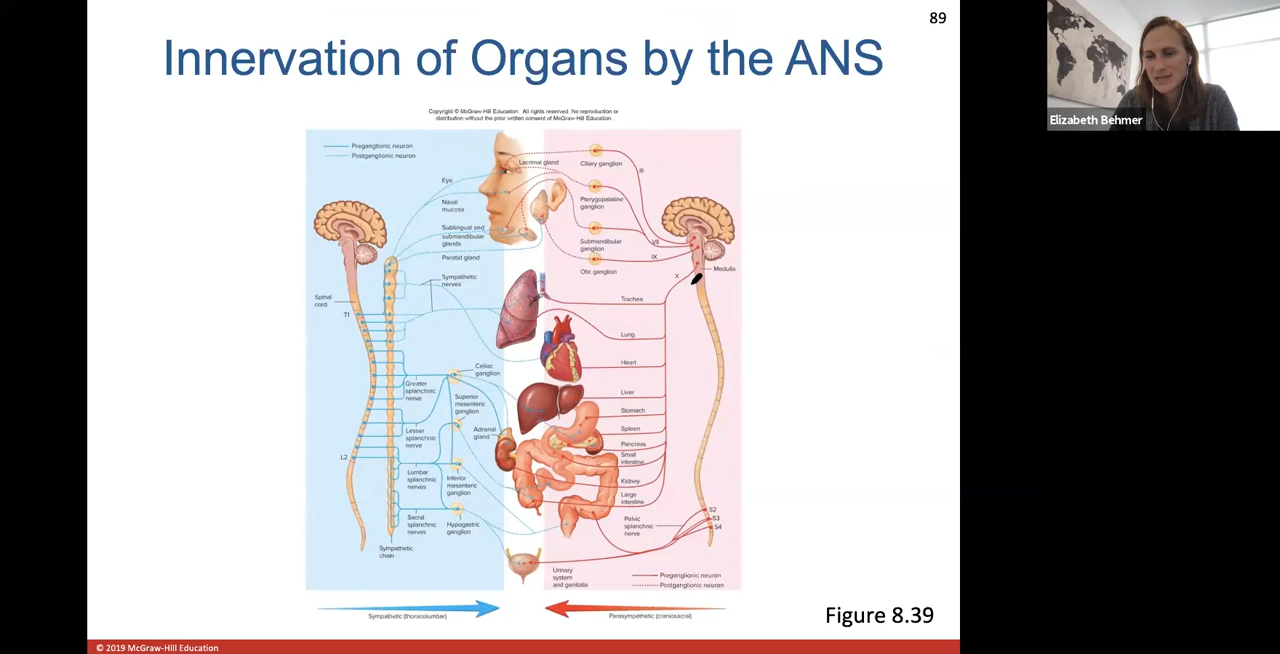 89
Innervation of Organs by the ANS
Elizabeth Behmer
Copyright © McGraw-Hill Education. All rights reserved. No reproduction or
distribution without the prior written consent of McGraw-Hill Education.
Preganglionic neuron
Postganglionic neuron
Eye
Nasal
mucosa
Sublingual and
submandibular
glands
Parotid gland
Sympathetic
nerves
Spinal
cord
T1
Greater
splanchnic
nerve
Celiac
ganglion
Superior
mesenteric
ganglion
Lesser
splanchnic
nerve
Adrenal
gland
L2
Lumbar
splanchnic
nerves
Inferior
mesenteric
ganglion
Sacral
splanchnic
nerves
Hypogastric
ganglion
Sympathetic
chain
Lacrimal gland
Ciliary ganglion
III
Pterygopalatine
ganglion
Submandibular
ganglion
VII
IX
Otic ganglion
X
Medulla
Trachea
Lung
Heart
Liver
Stomach
Spleen
Pancreas
Small
intestine
Kidney
Large
intestine
Pelvic
splanchnic
nerve
S2
S3
S4
Urinary
system
and genitalia
Preganglionic neuron
Postganglionic neuron
Sympathetic (thoracolumbar)
Parasympathetic (craniosacral)
Figure 8.39
© 2019 McGraw-Hill Education